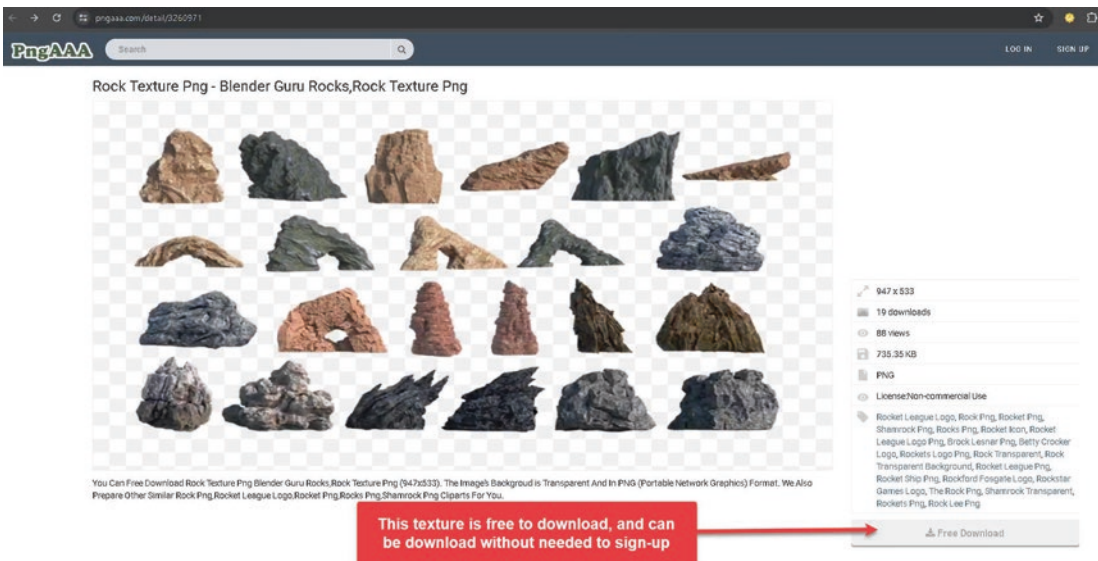 pngaaa.com/detail/3260971
PngAAA
Search
LOG IN
SIGN UP
Rock Texture Png - Blender Guru Rocks,Rock Texture Png
947 x 533
19 downloads
88 views
735.35 KB
PNG
License:Non-commercial Use
Rocket League Logo, Rock Png, Rocket Png,
Shamrock Png, Rocks Png, Rocket Icon, Rocket
League Logo Png, Brock Lesner Png, Betty Crocker
Logo, Rockets Logo Png, Rock Transparent, Rock
Transparent Background, Rocket League Png,
Rocket Ship Png, Rockford Fosgate Logo, Rockstar
Games Logo, The Rock Png, Shamrock Transparent,
Rockets Png, Rock Lee Png
You Can Free Download Rock Texture Png Blender Guru Rocks,Rock Texture Png (947x533). The Image's Backgroud is Transparent And In PNG (Portable Network Graphics) Format. We Also
Prepare Other Similar Rock Png,Rocket League Logo,Rocket Png,Rocks Png,Shamrock Png Cliparts For You.
This texture is free to download, and can
be download without needed to sign-up
Free Download